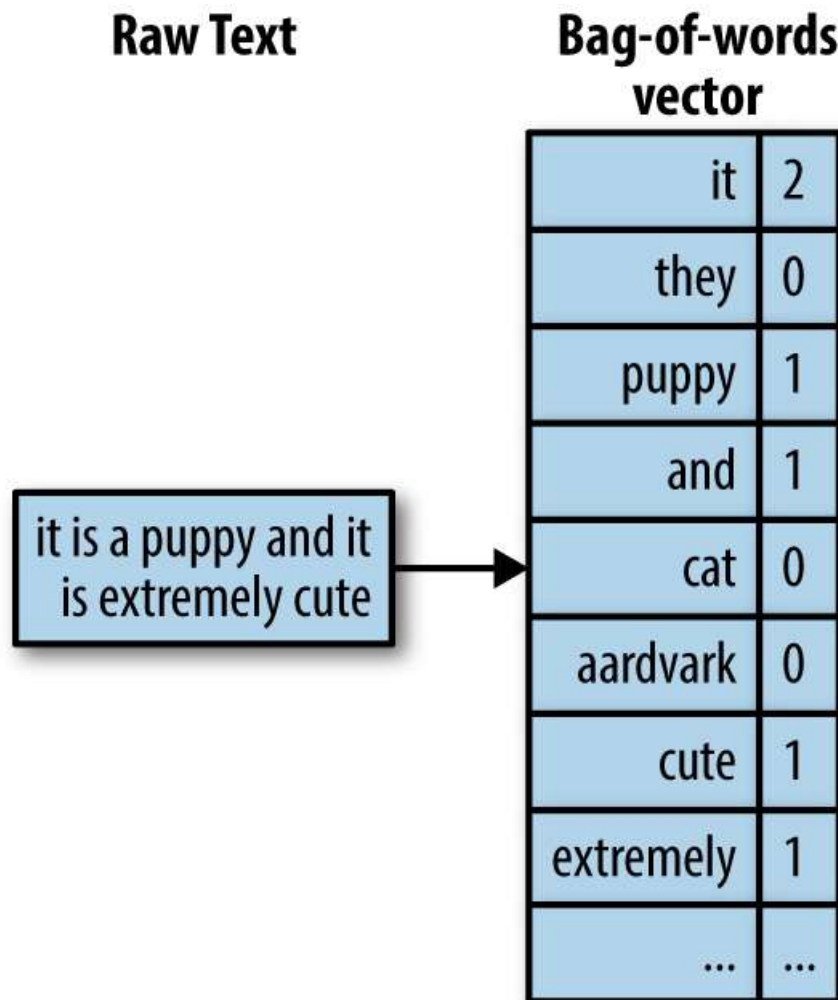 Raw Text
Bag-of-words
vector
it is a puppy and it
is extremely cute
it 2
they 0
puppy 1
and 1
cat 0
aardvark 0
cute 1
extremely 1
... ...